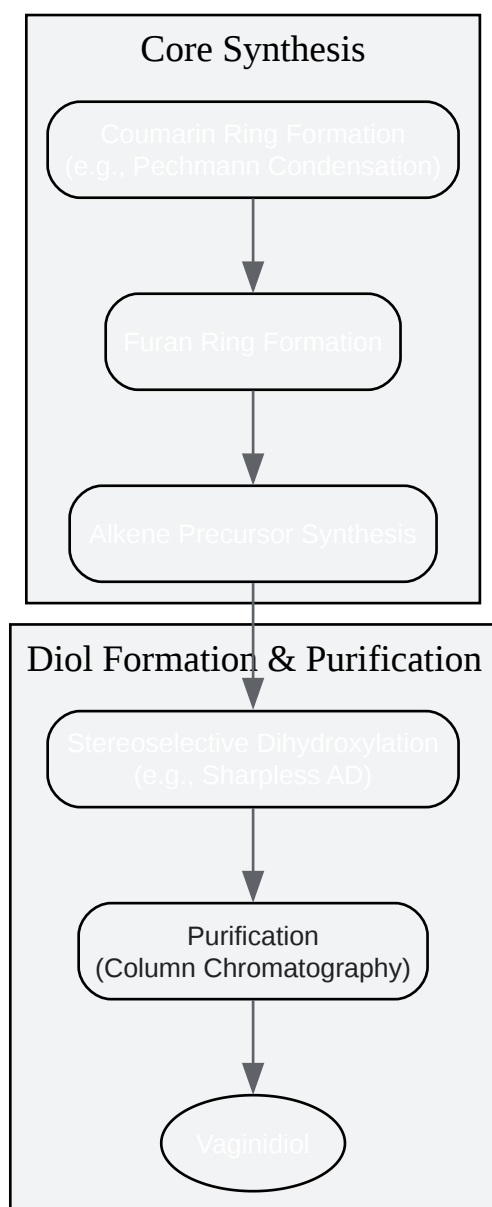 Core Synthesis
Coumarin Ring Formation
(e.g., Pechmann Condensation)
Furan Ring Formation
Alkene Precursor Synthesis
Diol Formation & Purification
Stereoselective Dihydroxylation
(e.g., Sharpless AD)
Purification
(Column Chromatography)
Vaginidiol